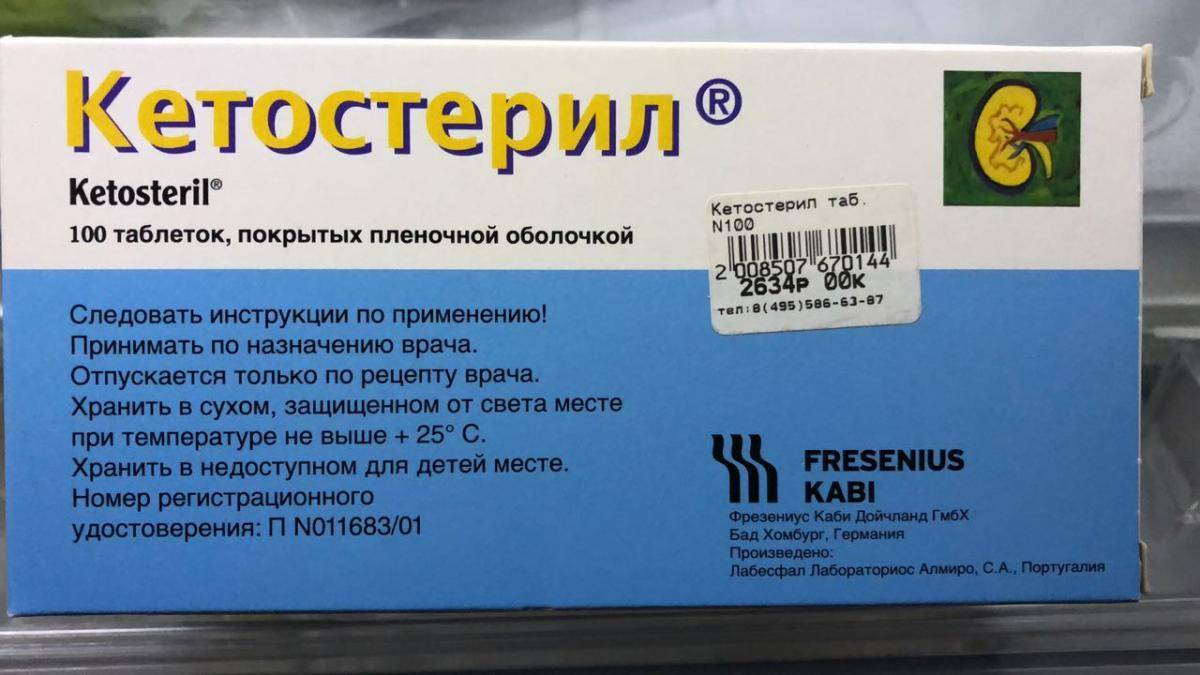 Кетостерил®
Ketosteril®
100 таблеток, покрытых пленочной оболочкой
Кетостерил таб.
N100
2 008507 670144
2634р 00к
тел:8(495)586-63-87
Следовать инструкции по применению!
Принимать по назначению врача.
Отпускается только по рецепту врача.
Хранить в сухом, защищенном от света месте
при температуре не выше + 25° С.
Хранить в недоступном для детей месте.
Номер регистрационного
удостоверения: П N011683/01
FRESENIUS
KABI
Фрезениус Каби Дойчланд ГмбХ
Бад Хомбург, Германия
Произведено:
Лабесфал Лабораториос Алмиро, С.А., Португалия